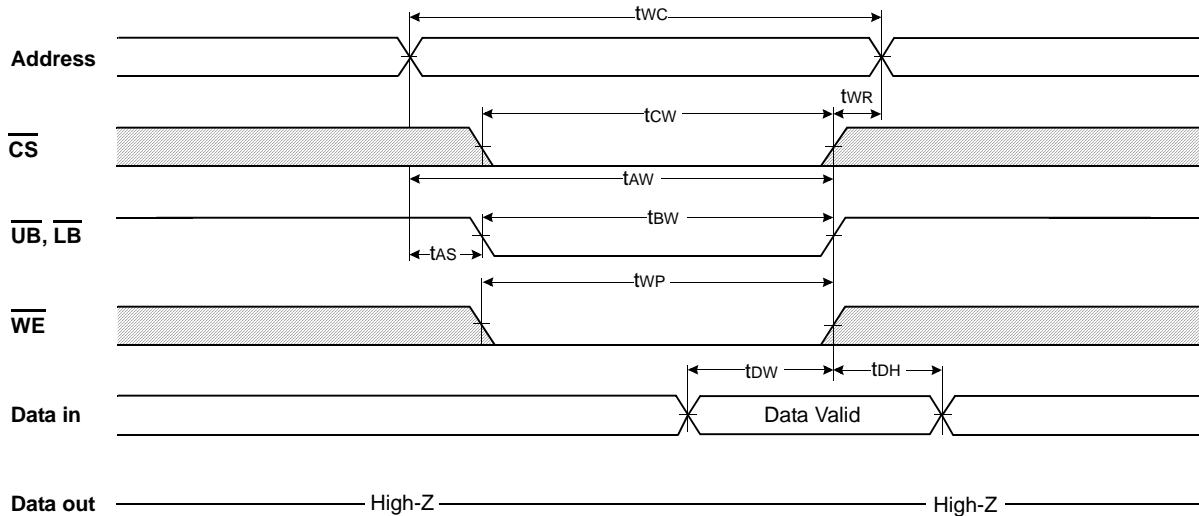 tWC
Address
tWR
tCW
CS
tAW
UB, LB
tBW
tAS
tWP
WE
tDW
tDH
Data in
Data Valid
Data out
High-Z
High-Z